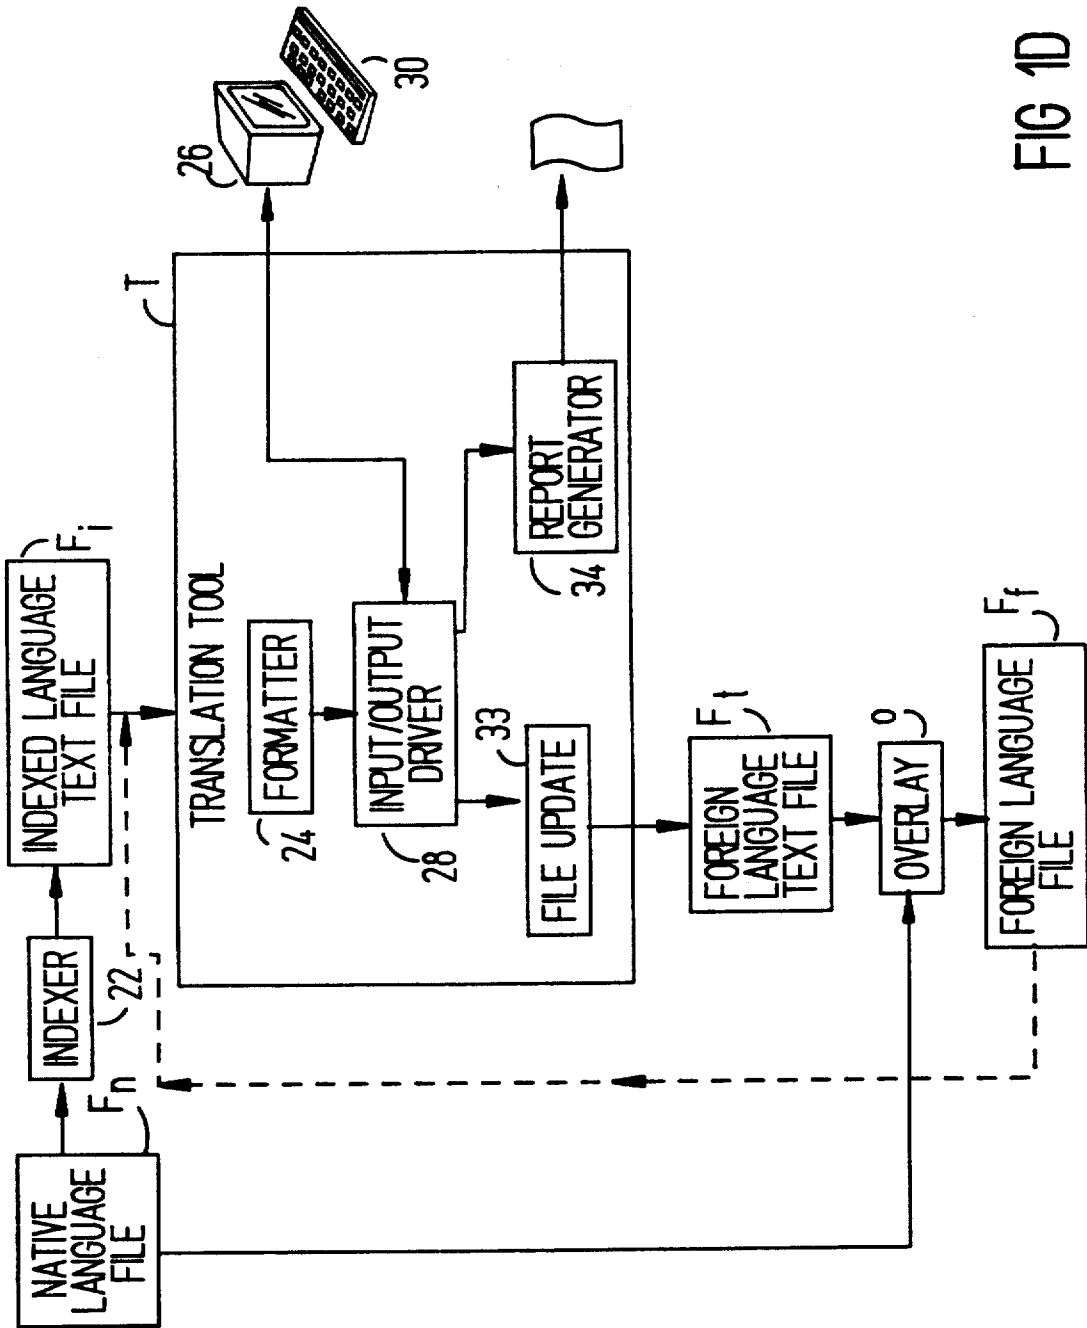 NATIVE
LANGUAGE
FILE
Fn
INDEXER
22
INDEXED LANGUAGE
TEXT FILE
Fi
TRANSLATION TOOL
T
FORMATTER
24
INPUT/OUTPUT
DRIVER
28
26
30
FILE UPDATE
33
REPORT
GENERATOR
34
FOREIGN
LANGUAGE
TEXT FILE
Ft
OVERLAY
O
FOREIGN LANGUAGE
FILE
Ff
FIG 1D